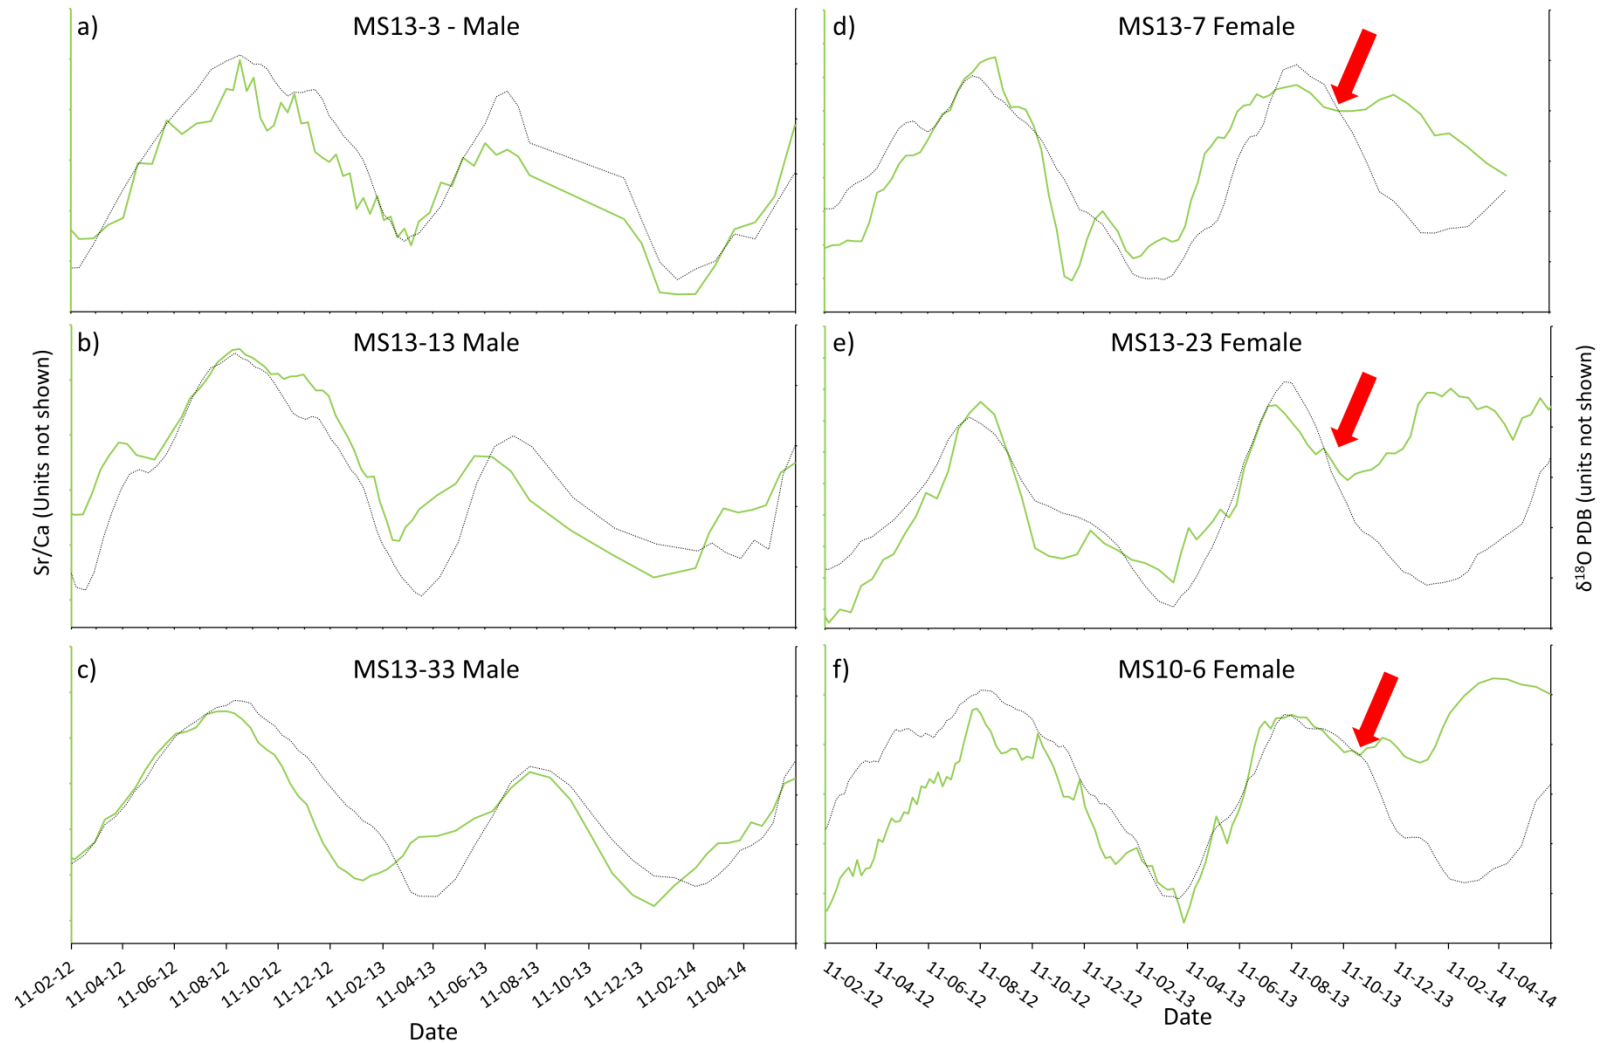 a)
MS13-3 - Male
b)
MS13-13 Male
c)
MS13-33 Male
Sr/Ca (Units not shown)
11-02-12
11-04-12
11-06-12
11-08-12
11-10-12
11-12-12
11-02-13
11-04-13
11-06-13
11-08-13
11-10-13
11-12-13
11-02-14
11-04-14
Date
d)
MS13-7 Female
e)
MS13-23 Female
f)
MS10-6 Female
δ¹⁸O PDB (units not shown)
11-02-12
11-04-12
11-06-12
11-08-12
11-10-12
11-12-12
11-02-13
11-04-13
11-06-13
11-08-13
11-10-13
11-12-13
11-02-14
11-04-14
Date